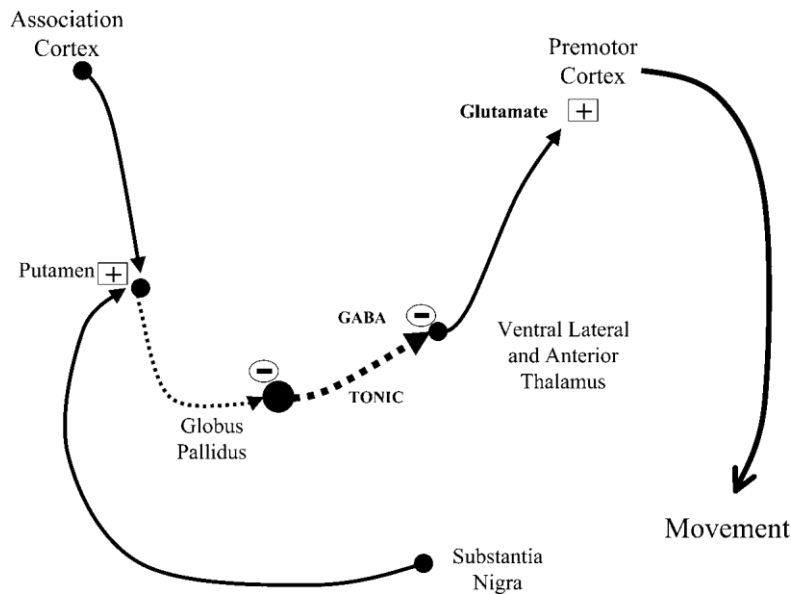 Association
Cortex
Premotor
Cortex
Glutamate +
Putamen +
GABA
Ventral Lateral
and Anterior
Thalamus
TONIC
Globus
Pallidus
Movement
Substantia
Nigra